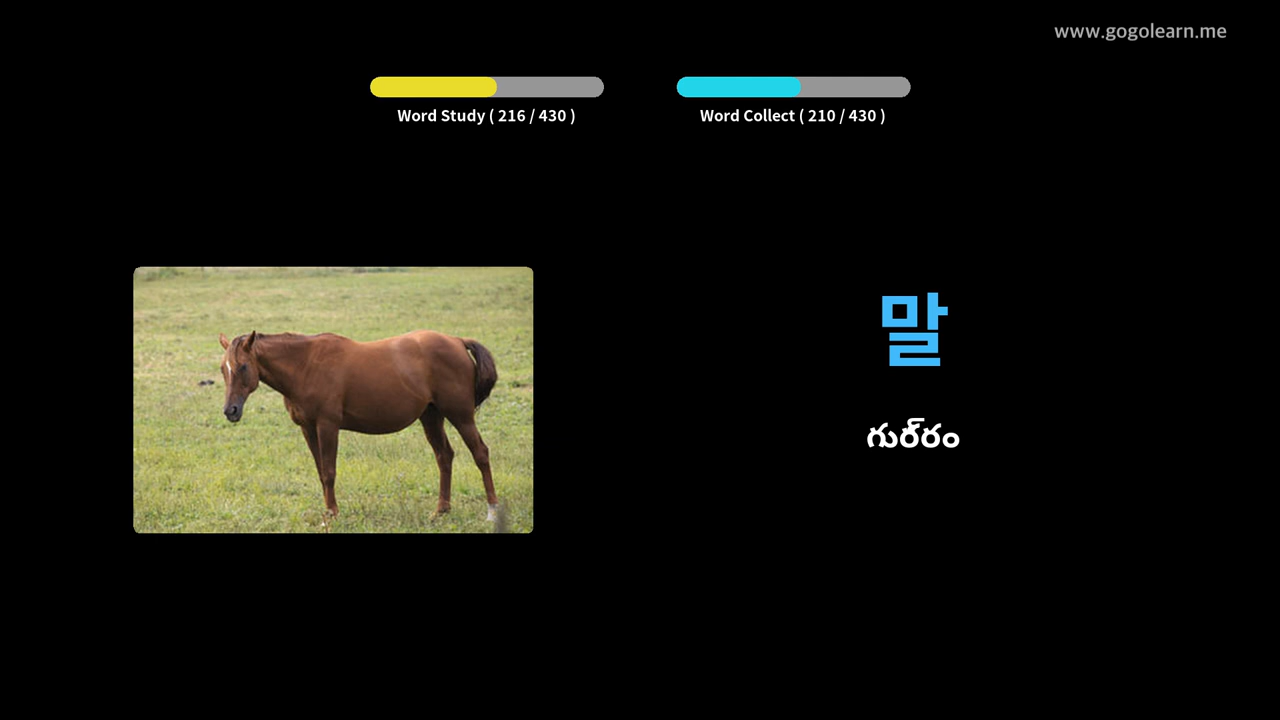 www.gogolearn.me
Word Study ( 216 / 430 )
Word Collect ( 210 / 430 )
말
గుర్‌రం